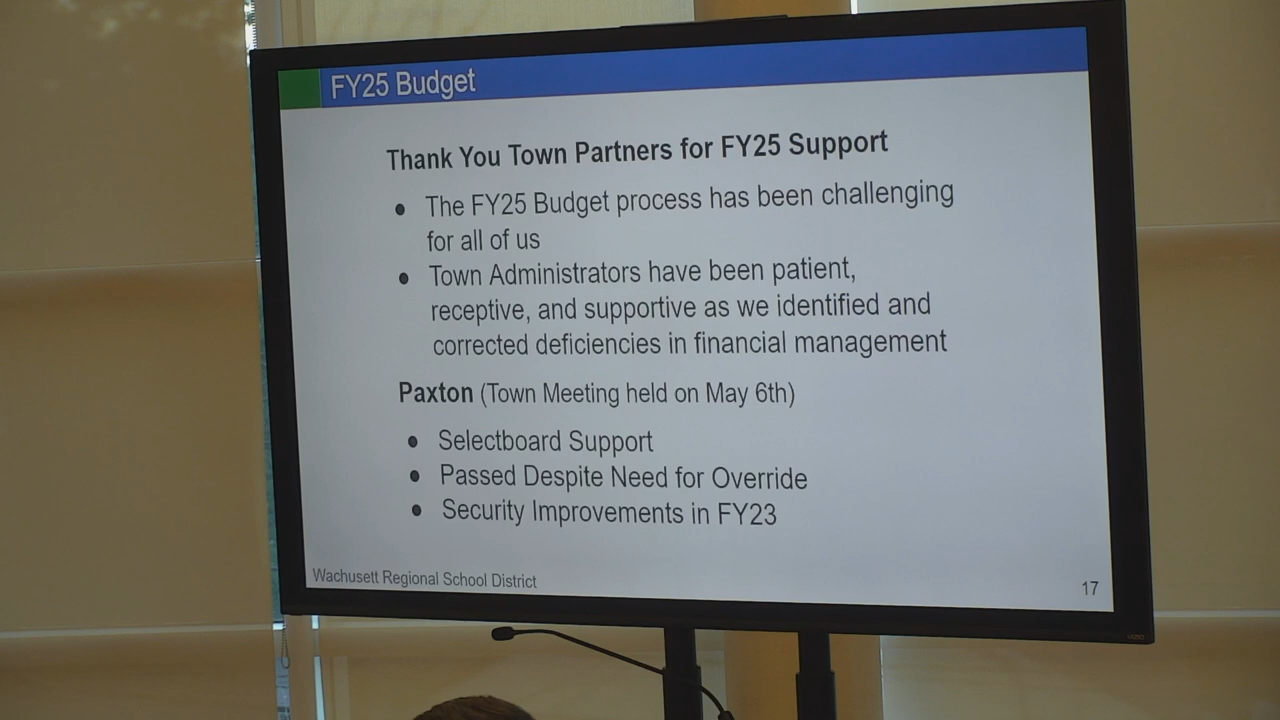 FY25 Budget
Thank You Town Partners for FY25 Support
• The FY25 Budget process has been challenging
for all of us
• Town Administrators have been patient,
receptive, and supportive as we identified and
corrected deficiencies in financial management
Paxton (Town Meeting held on May 6th)
• Selectboard Support
• Passed Despite Need for Override
• Security Improvements in FY23
Wachusett Regional School District
17
VIZIO